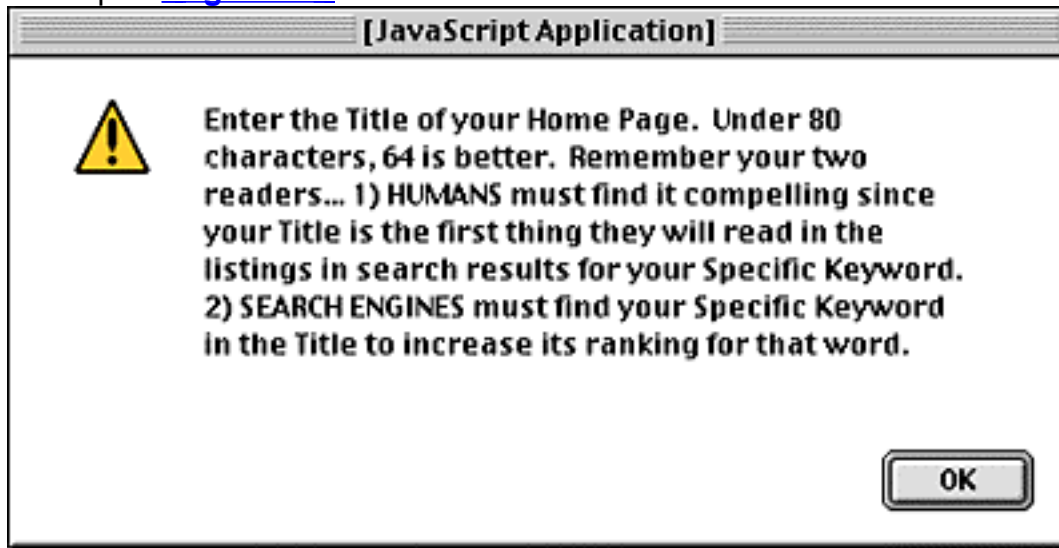 [JavaScript Application]
Enter the Title of your Home Page. Under 80
characters, 64 is better. Remember your two
readers... 1) HUMANS must find it compelling since
your Title is the first thing they will read in the
listings in search results for your Specific Keyword.
2) SEARCH ENGINES must find your Specific Keyword
in the Title to increase its ranking for that word.
OK